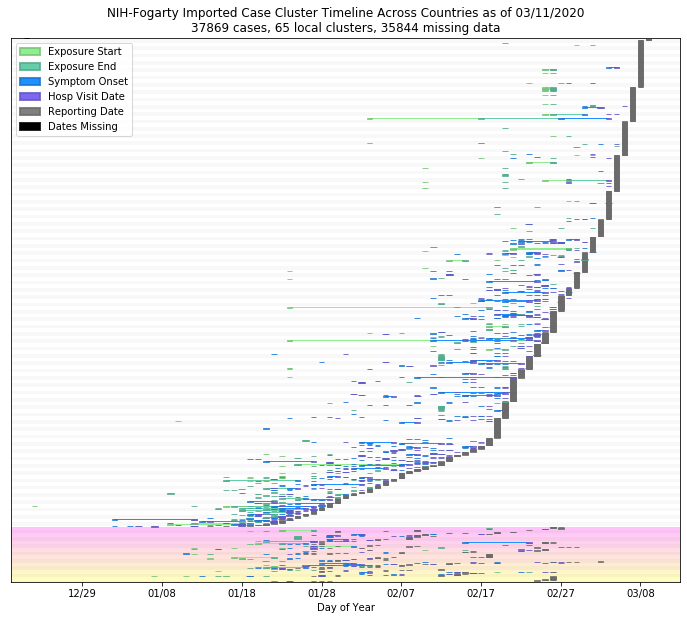 NIH-Fogarty Imported Case Cluster Timeline Across Countries as of 03/11/2020
37869 cases, 65 local clusters, 35844 missing data
Exposure Start
Exposure End
Symptom Onset
Hosp Visit Date
Reporting Date
Dates Missing
12/29 01/08 01/18 01/28 02/07 02/17 02/27 03/08
Day of Year